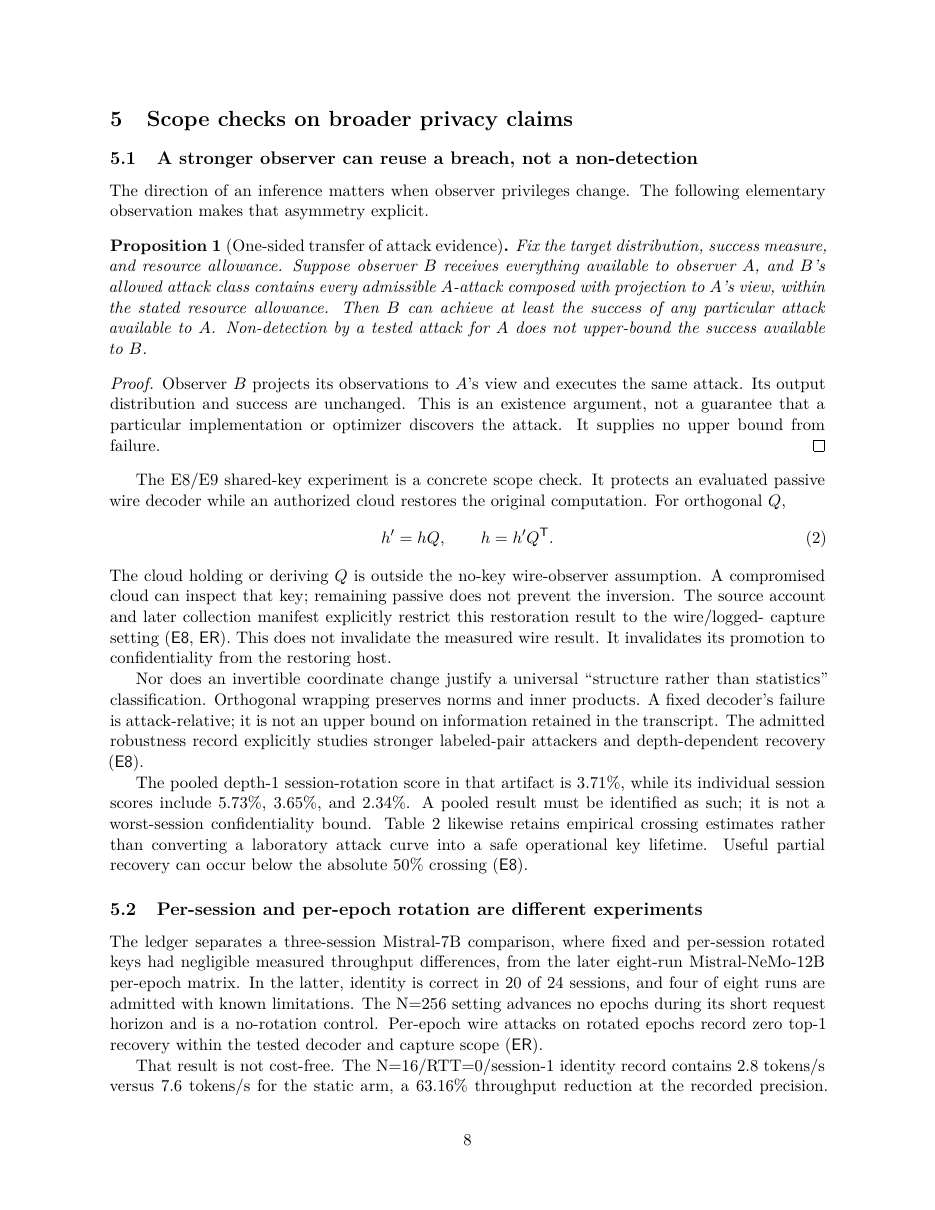 5 Scope checks on broader privacy claims
5.1 A stronger observer can reuse a breach, not a non-detection
The direction of an inference matters when observer privileges change. The following elementary
observation makes that asymmetry explicit.
Proposition 1 (One-sided transfer of attack evidence). Fix the target distribution, success measure,
and resource allowance. Suppose observer B receives everything available to observer A, and B's
allowed attack class contains every admissible A-attack composed with projection to A's view, within
the stated resource allowance. Then B can achieve at least the success of any particular attack
available to A. Non-detection by a tested attack for A does not upper-bound the success available
to B.
Proof. Observer B projects its observations to A's view and executes the same attack. Its output
distribution and success are unchanged. This is an existence argument, not a guarantee that a
particular implementation or optimizer discovers the attack. It supplies no upper bound from
failure. □
The E8/E9 shared-key experiment is a concrete scope check. It protects an evaluated passive
wire decoder while an authorized cloud restores the original computation. For orthogonal Q,
h′ = hQ, h = h′Qᵀ. (2)
The cloud holding or deriving Q is outside the no-key wire-observer assumption. A compromised
cloud can inspect that key; remaining passive does not prevent the inversion. The source account
and later collection manifest explicitly restrict this restoration result to the wire/logged- capture
setting (E8, ER). This does not invalidate the measured wire result. It invalidates its promotion to
confidentiality from the restoring host.
Nor does an invertible coordinate change justify a universal “structure rather than statistics”
classification. Orthogonal wrapping preserves norms and inner products. A fixed decoder's failure
is attack-relative; it is not an upper bound on information retained in the transcript. The admitted
robustness record explicitly studies stronger labeled-pair attackers and depth-dependent recovery
(E8).
The pooled depth-1 session-rotation score in that artifact is 3.71%, while its individual session
scores include 5.73%, 3.65%, and 2.34%. A pooled result must be identified as such; it is not a
worst-session confidentiality bound. Table 2 likewise retains empirical crossing estimates rather
than converting a laboratory attack curve into a safe operational key lifetime. Useful partial
recovery can occur below the absolute 50% crossing (E8).
5.2 Per-session and per-epoch rotation are different experiments
The ledger separates a three-session Mistral-7B comparison, where fixed and per-session rotated
keys had negligible measured throughput differences, from the later eight-run Mistral-NeMo-12B
per-epoch matrix. In the latter, identity is correct in 20 of 24 sessions, and four of eight runs are
admitted with known limitations. The N=256 setting advances no epochs during its short request
horizon and is a no-rotation control. Per-epoch wire attacks on rotated epochs record zero top-1
recovery within the tested decoder and capture scope (ER).
That result is not cost-free. The N=16/RTT=0/session-1 identity record contains 2.8 tokens/s
versus 7.6 tokens/s for the static arm, a 63.16% throughput reduction at the recorded precision.
8